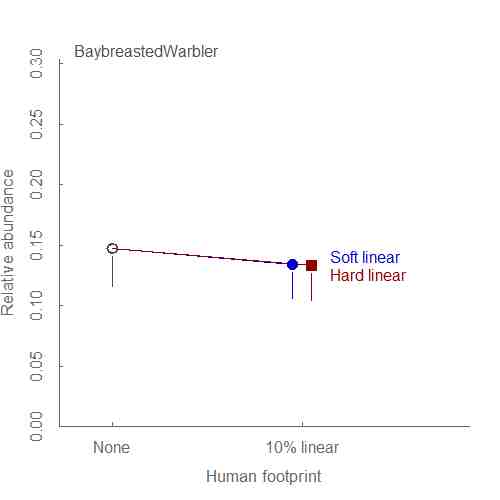 BaybreastedWarbler
Relative abundance
0.30
0.25
0.20
0.15
0.10
0.05
0.00
Soft linear
Hard linear
None
10% linear
Human footprint